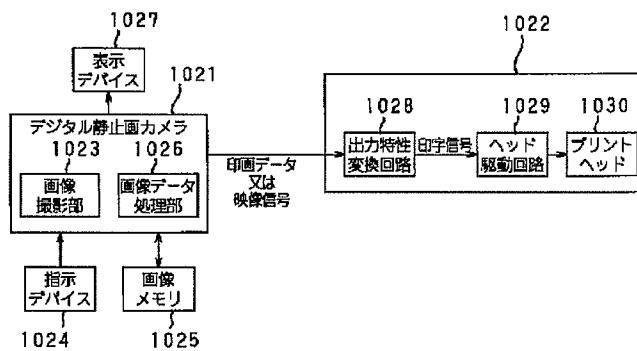 1027
表示
デバイス
1021
デジタル静止画カメラ
1023
1026
画像
撮影部
画像データ
処理部
指示
デバイス
1024
画像
メモリ
1025
印画データ
又は
映像信号
1022
1028
1029
1030
出力特性
変換回路
印字信号
ヘッド
駆動回路
プリント
ヘッド